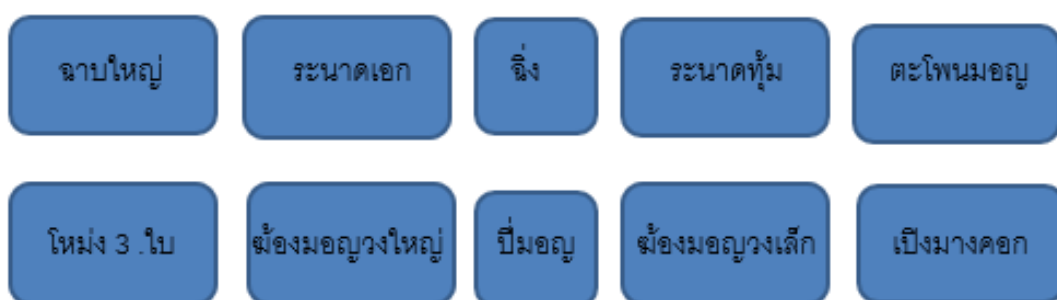 ฉาบใหญ่
ระนาดเอก
ฉิ่ง
ระนาดทุ้ม
ตะโพนมอญ
โหม่ง 3 .ใบ
ฆ้องมอญวงใหญ่
ปี่มอญ
ฆ้องมอญวงเล็ก
เปิงมางคอก